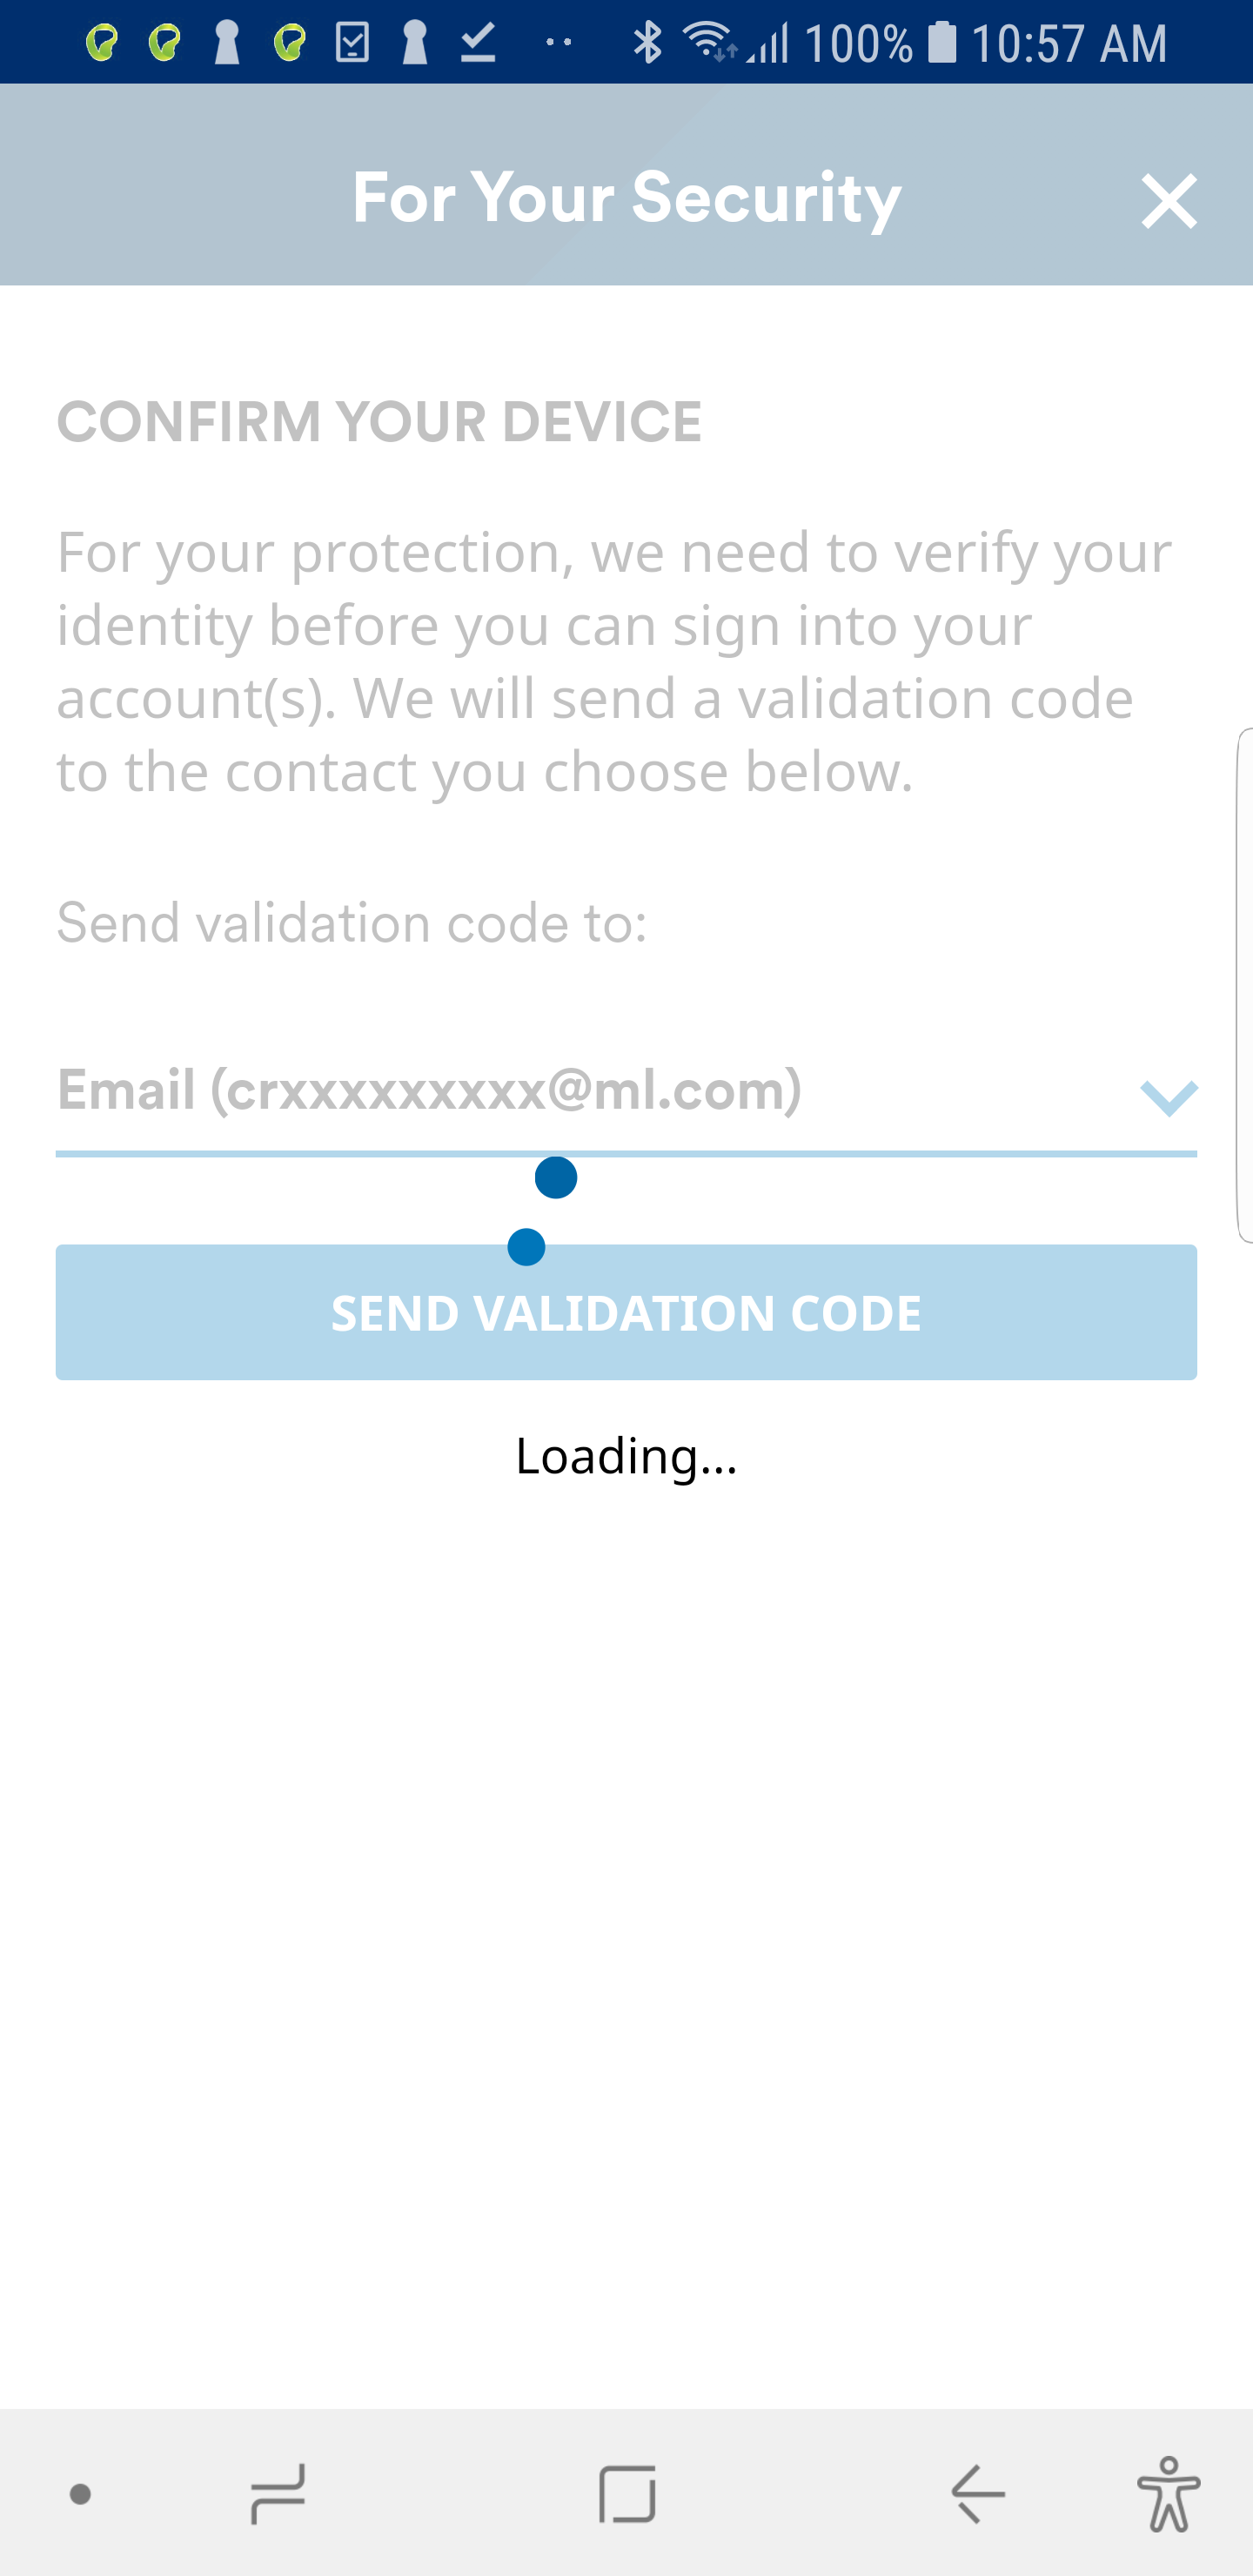 100% 10:57 AM
For Your Security
CONFIRM YOUR DEVICE
For your protection, we need to verify your
identity before you can sign into your
account(s). We will send a validation code
to the contact you choose below.
Send validation code to:
Email (crxxxxxxxxx@ml.com)
SEND VALIDATION CODE
Loading...